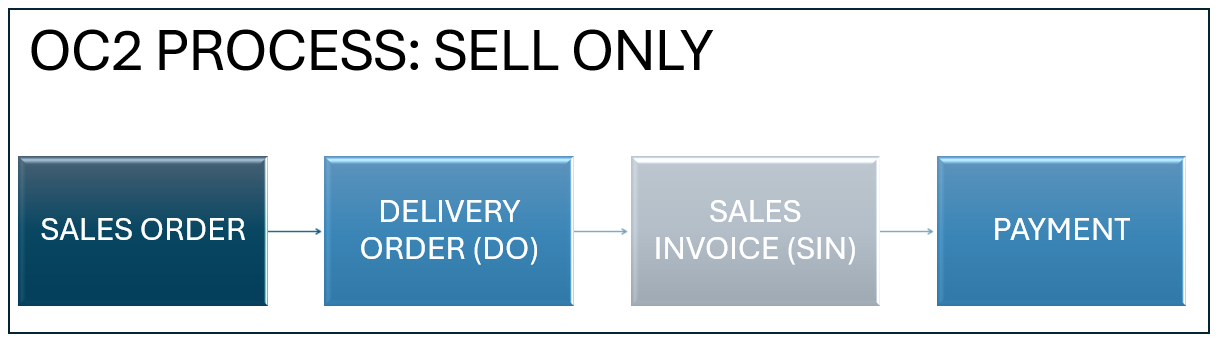 OC2 PROCESS: SELL ONLY
SALES ORDER
DELIVERY
ORDER (DO)
SALES
INVOICE (SIN)
PAYMENT